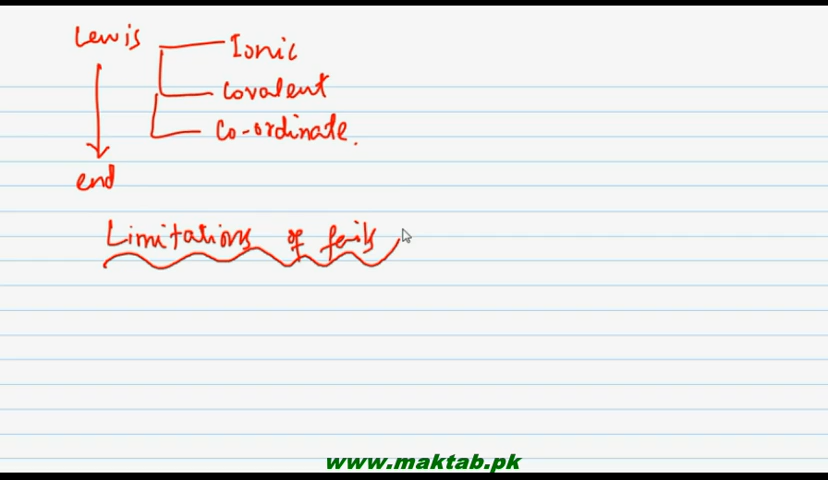 Lewis
Ionic
Covalent
Co-ordinate.
end
Limitations of
www.maktab.pk